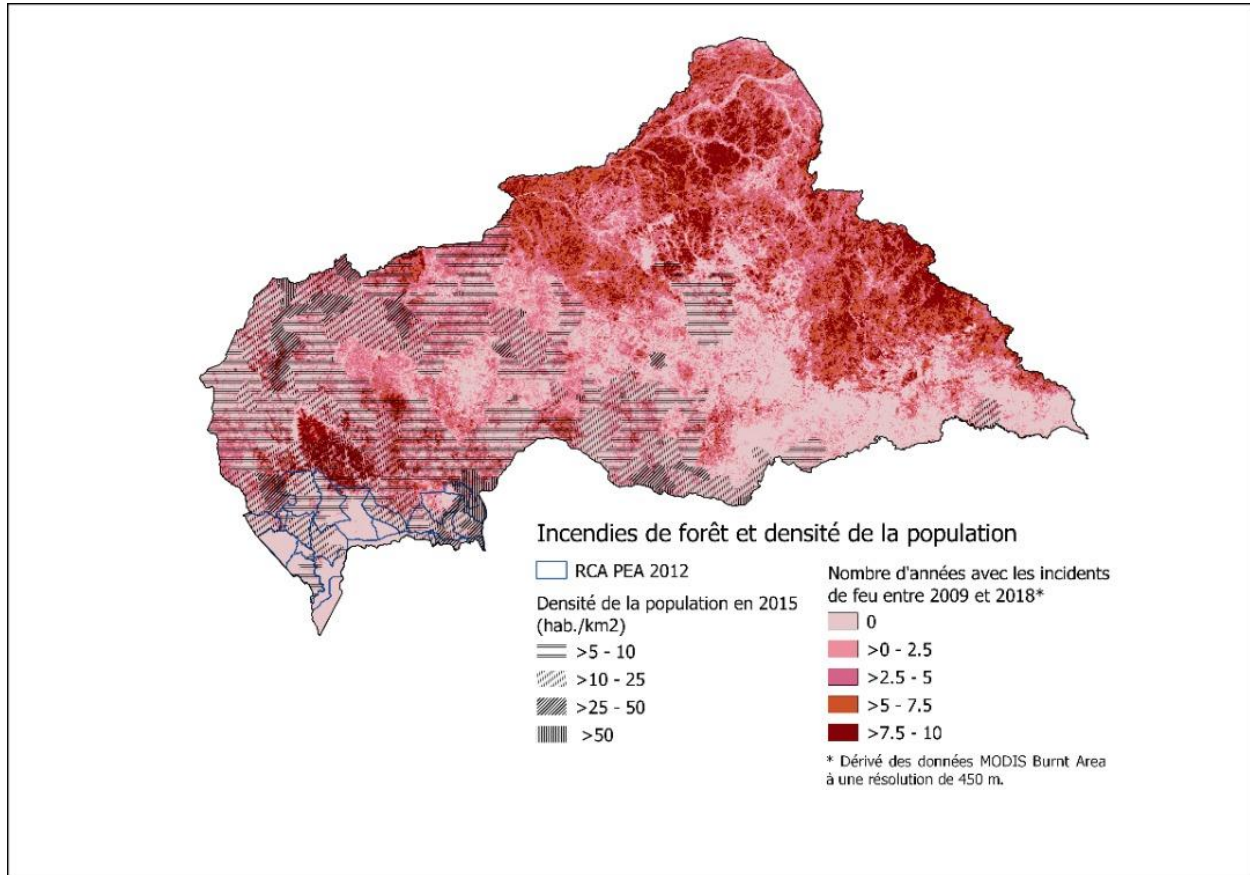 Incendies de forêt et densité de la population
RCA PEA 2012
Densité de la population en 2015
(hab./km2)
>5 - 10
>10 - 25
>25 - 50
>50
Nombre d'années avec les incidents
de feu entre 2009 et 2018*
0
>0 - 2.5
>2.5 - 5
>5 - 7.5
>7.5 - 10
* Dérivé des données MODIS Burnt Area
à une résolution de 450 m.